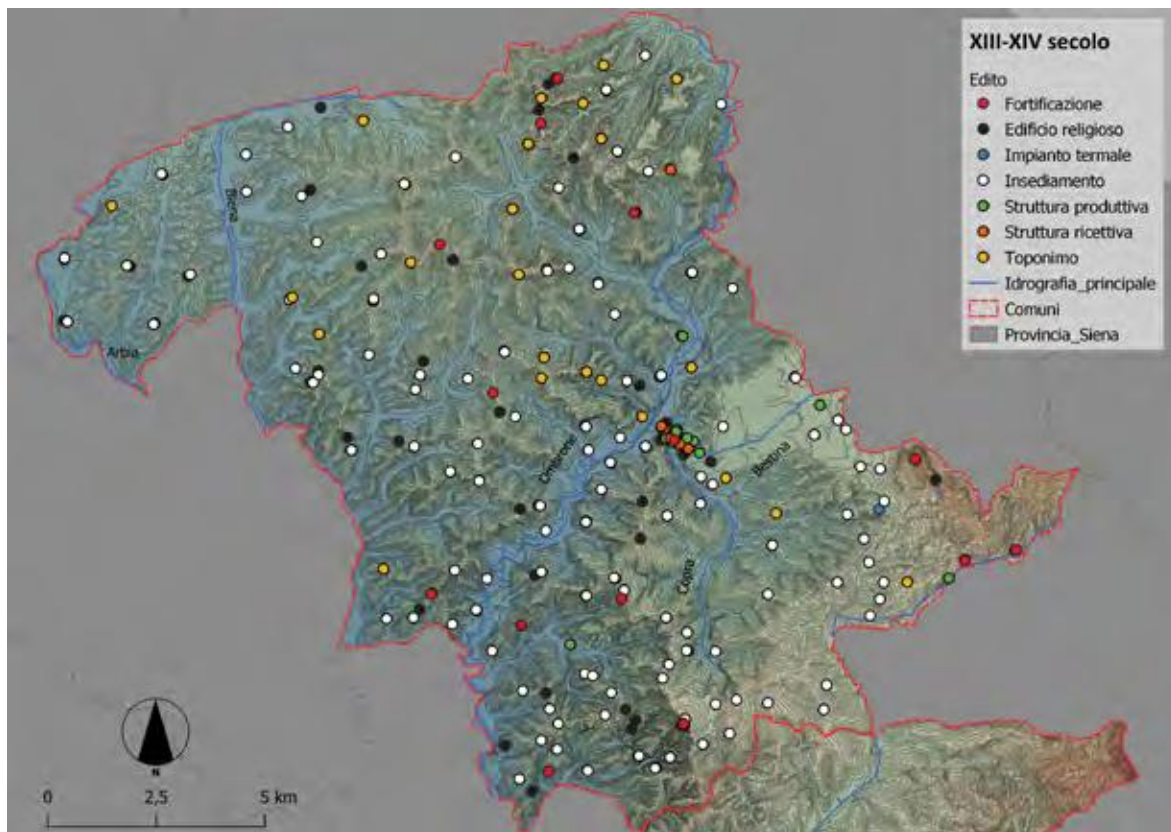 XIII-XIV secolo
Edito
Fortificazione
Edificio religioso
Impianto termale
Insediamento
Struttura produttiva
Struttura ricettiva
Toponimo
Idrografia_principale
Comuni
Provincia_Siena
Biena
Arbia
Ombrone
Bestina
Copra
N
0 2,5 5 km